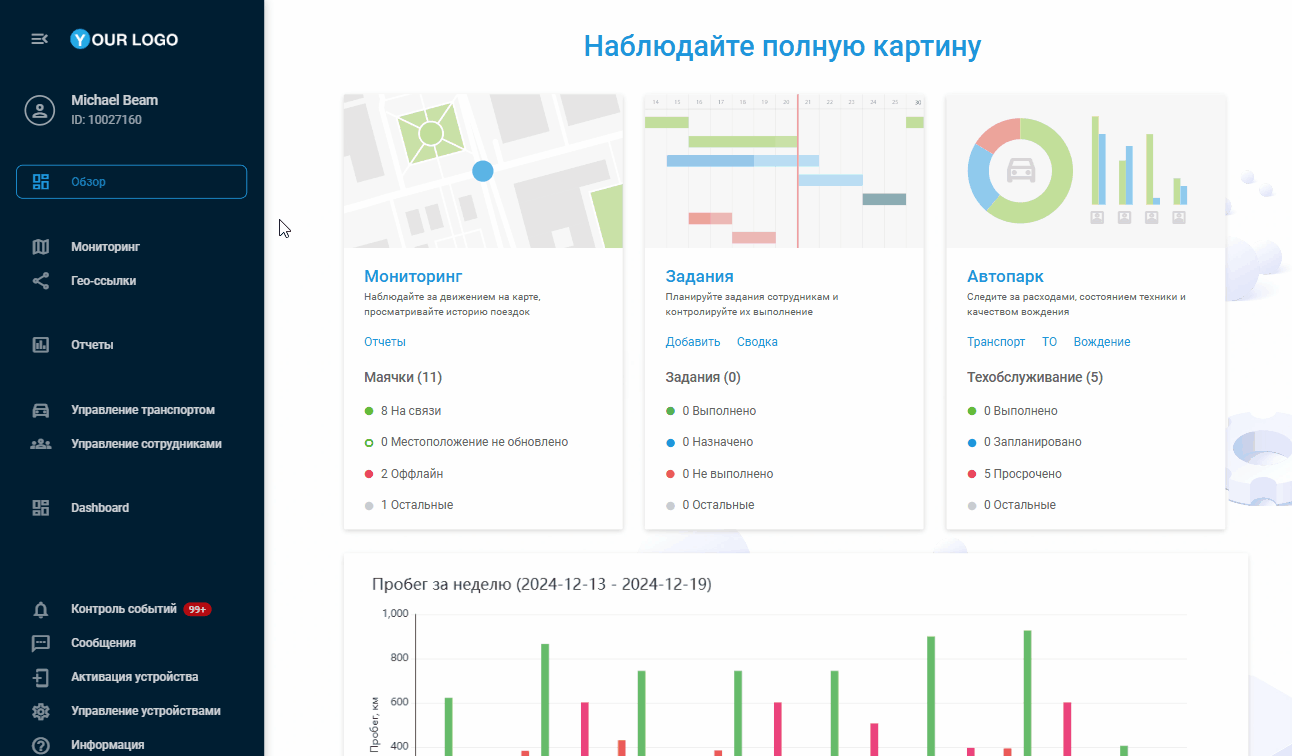 YOUR LOGO
Michael Beam
ID: 10027160
Обзор
Мониторинг
Гео-ссылки
Отчеты
Управление транспортом
Управление сотрудниками
Dashboard
Контроль событий 99+
Сообщения
Активация устройства
Управление устройствами
Информация
Наблюдайте полную картину
Мониторинг
Наблюдайте за движением на карте,
просматривайте историю поездок
Отчеты
Маячки (11)
8 На связи
0 Местоположение не обновлено
2 Оффлайн
1 Остальные
14 15 16 17 18 19 20 21 22 23 24 25 30
Задания
Планируйте задания сотрудникам и
контролируйте их выполнение
Добавить Сводка
Задания (0)
0 Выполнено
0 Назначено
0 Не выполнено
0 Остальные
Автопарк
Следите за расходами, состоянием техники и
качеством вождения
Транспорт ТО Вождение
Техобслуживание (5)
0 Выполнено
0 Запланировано
5 Просрочено
0 Остальные
Пробег за неделю (2024-12-13 - 2024-12-19)
Пробег, км
1,000
800
600
400